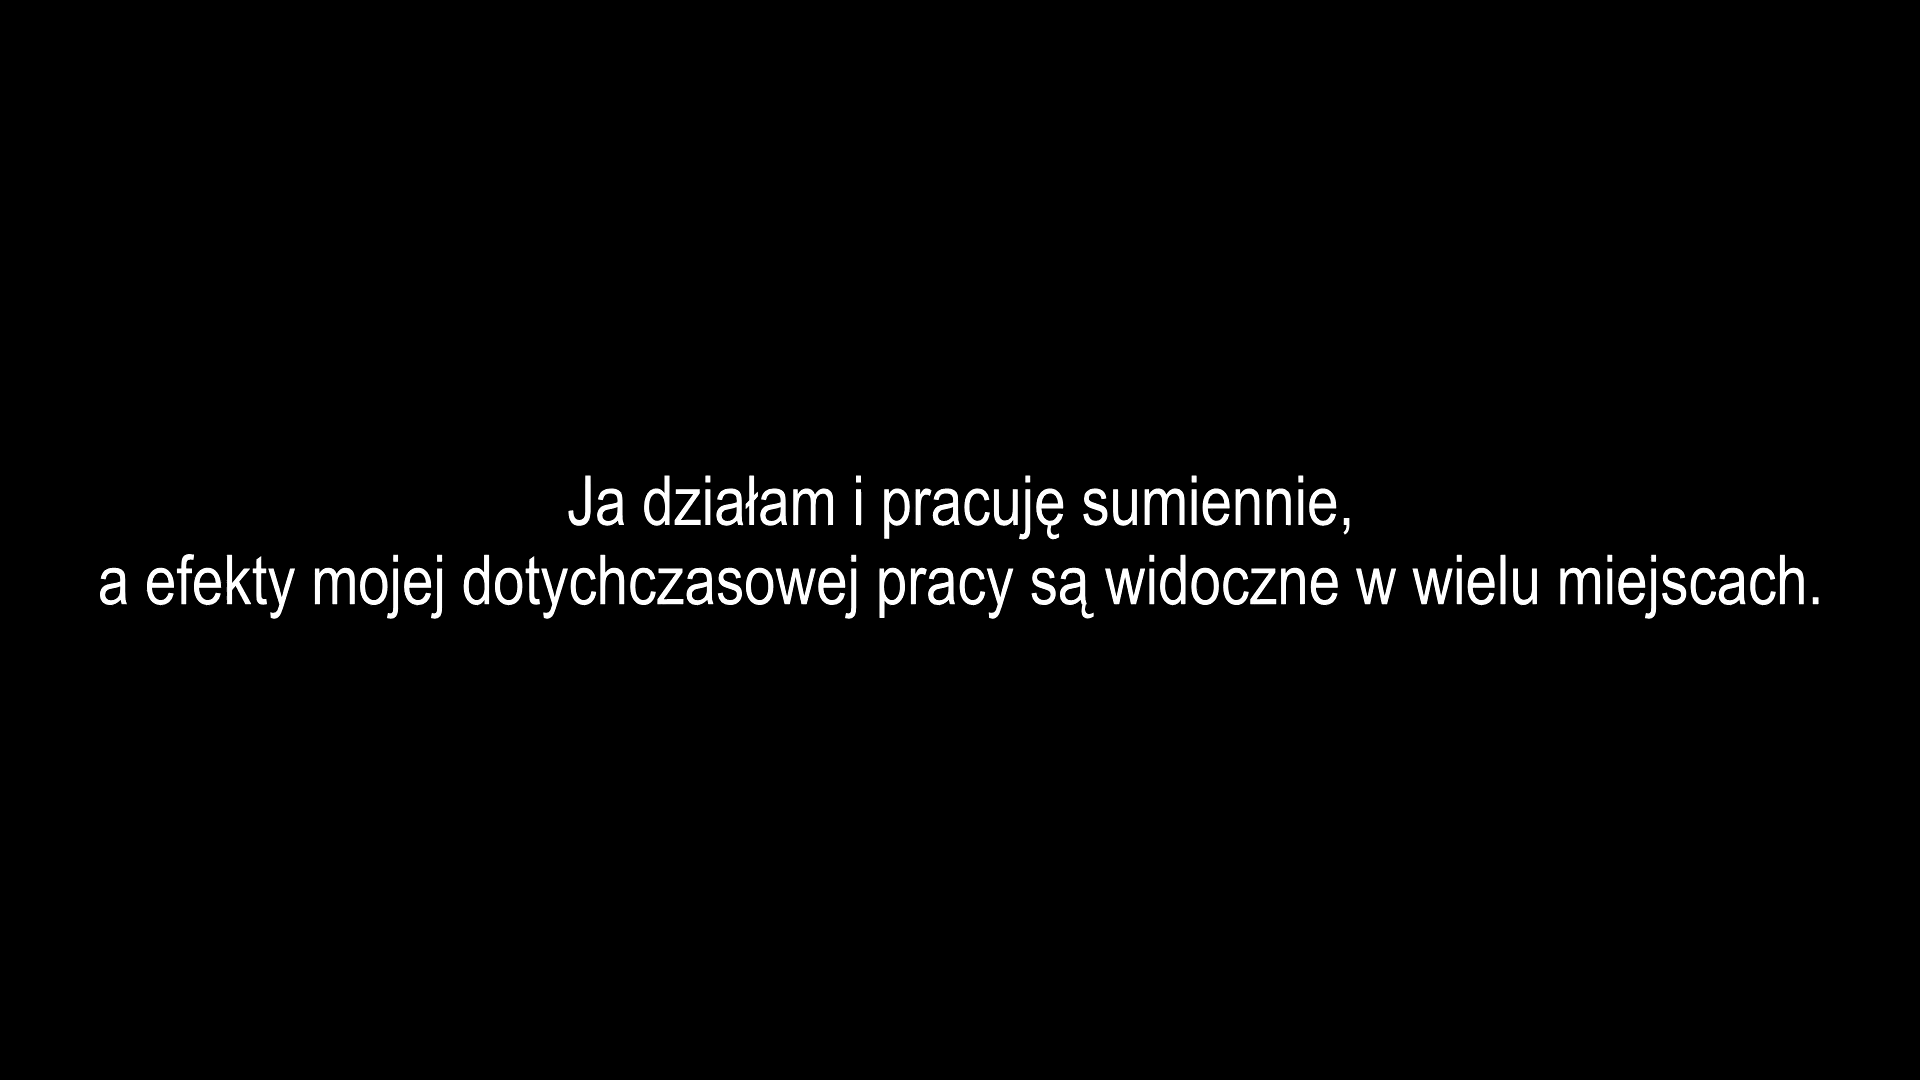 Ja działam i pracuję sumiennie,
a efekty mojej dotychczasowej pracy są widoczne w wielu miejscach.